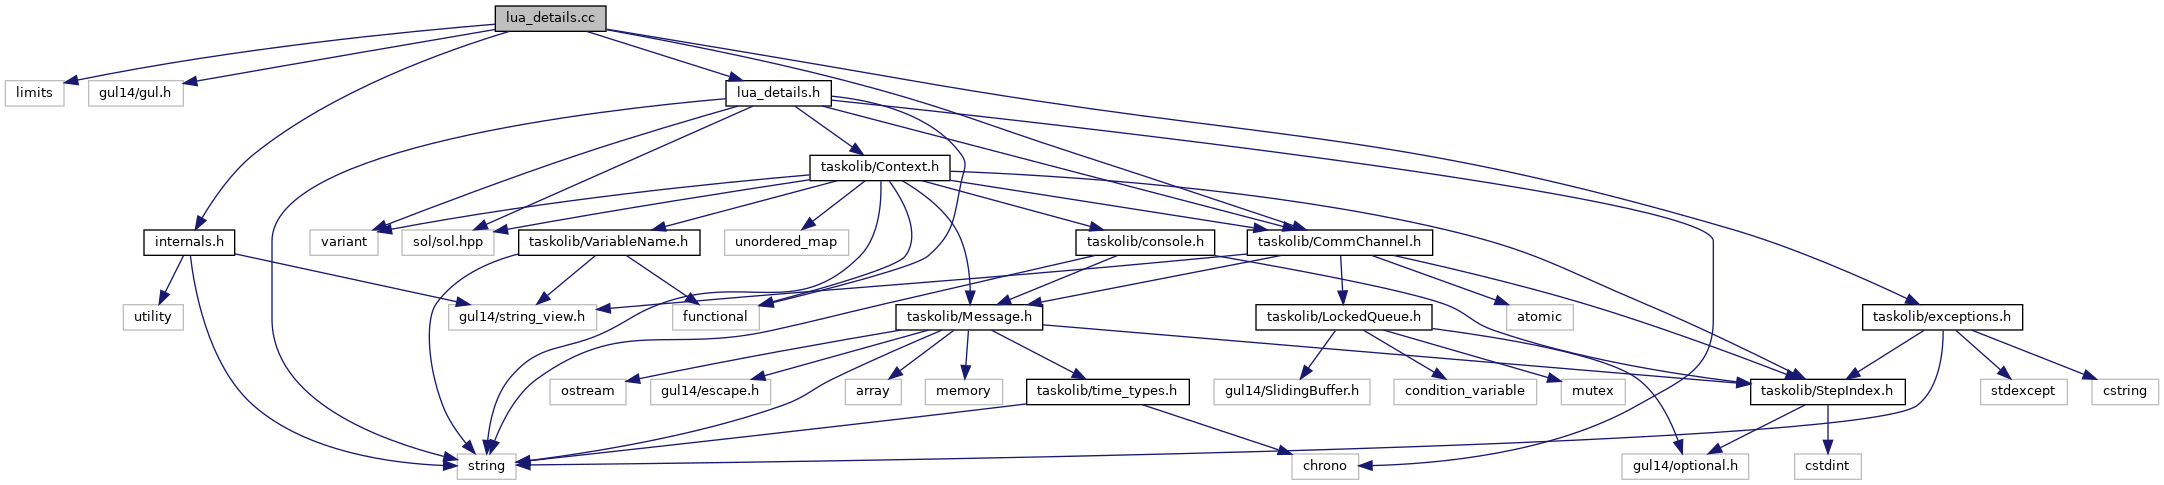 lua_details.cc
limits
gul14/gul.h
lua_details.h
taskolib/Context.h
internals.h
variant
sol/sol.hpp
taskolib/VariableName.h
unordered_map
taskolib/console.h
taskolib/CommChannel.h
utility
gul14/string_view.h
functional
taskolib/Message.h
taskolib/LockedQueue.h
atomic
taskolib/exceptions.h
ostream
gul14/escape.h
array
memory
taskolib/time_types.h
gul14/SlidingBuffer.h
condition_variable
mutex
taskolib/StepIndex.h
stdexcept
cstring
string
chrono
gul14/optional.h
cstdint